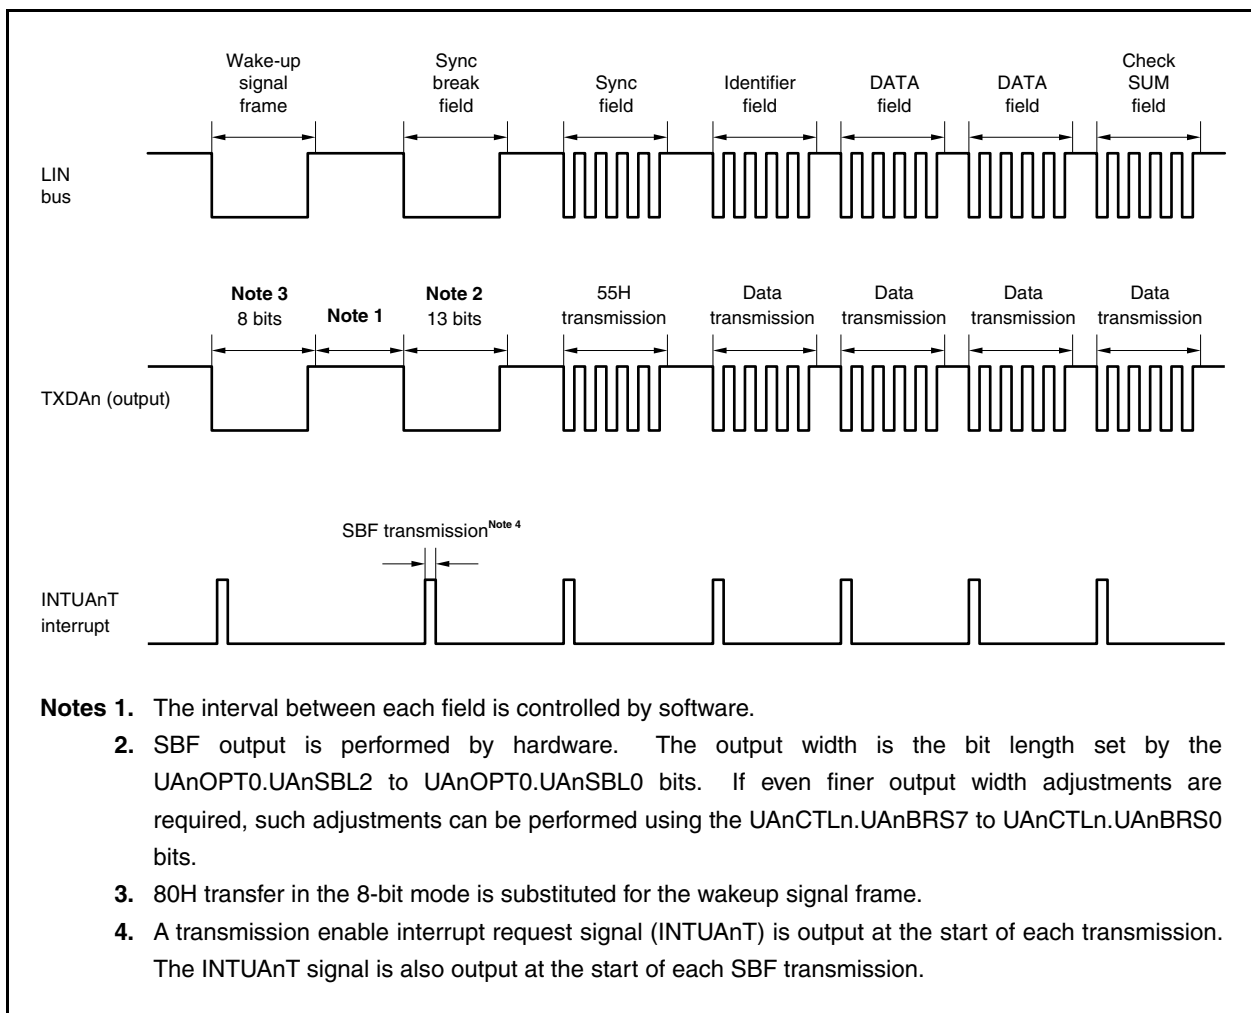 Wake-up
signal
frame
Sync
break
field
Sync
field
Identifier
field
DATA
field
DATA
field
Check
SUM
field
LIN
bus
Note 3
8 bits
Note 1
Note 2
13 bits
55H
transmission
Data
transmission
Data
transmission
Data
transmission
Data
transmission
TXDAn (output)
SBF transmission Note 4
INTUAnT
interrupt
Notes 1. The interval between each field is controlled by software.
2. SBF output is performed by hardware. The output width is the bit length set by the
UAnOPT0.UAnSBL2 to UAnOPT0.UAnSBL0 bits. If even finer output width adjustments are
required, such adjustments can be performed using the UAnCTLn.UAnBRS7 to UAnCTLn.UAnBRS0
bits.
3. 80H transfer in the 8-bit mode is substituted for the wakeup signal frame.
4. A transmission enable interrupt request signal (INTUAnT) is output at the start of each transmission.
The INTUAnT signal is also output at the start of each SBF transmission.